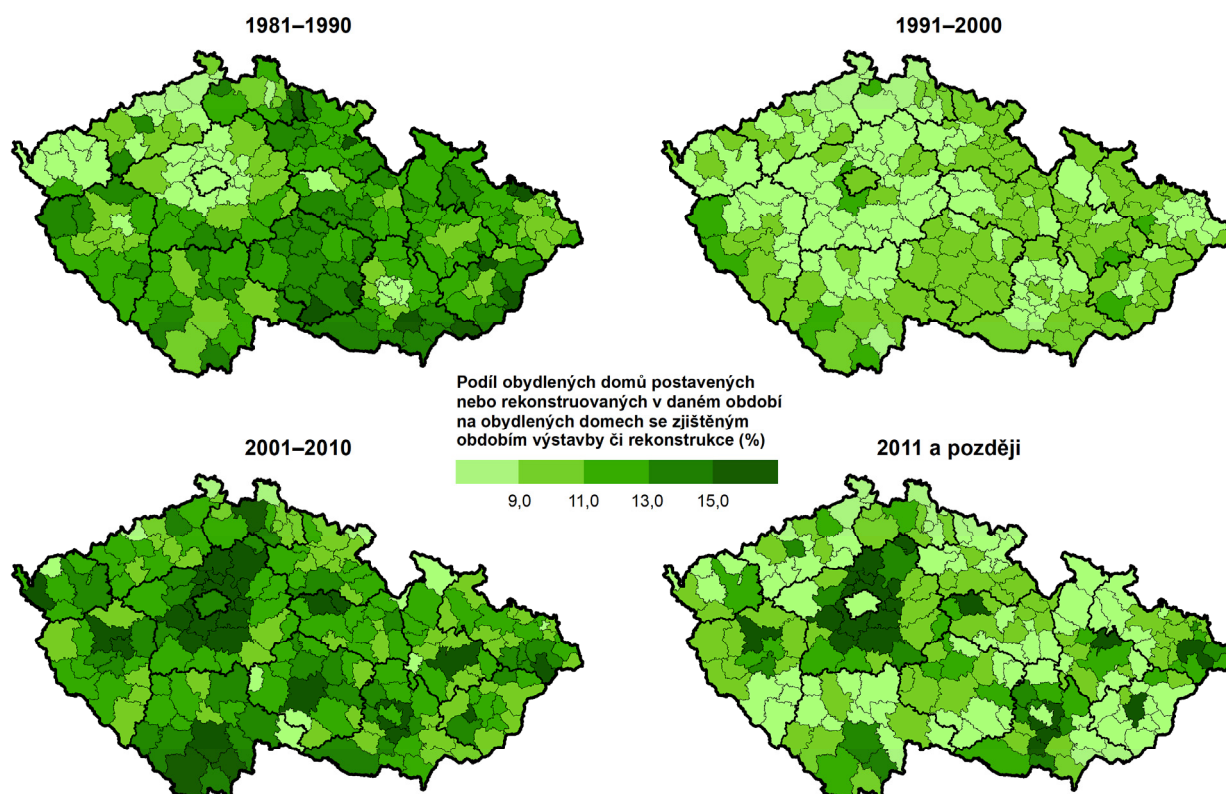 1981–1990
1991–2000
Podíl obydlených domů postavených
nebo rekonstruovaných v daném období
na obydlených domech se zjištěným
obdobím výstavby či rekonstrukce (%)
9,0 11,0 13,0 15,0
2001–2010
2011 a později